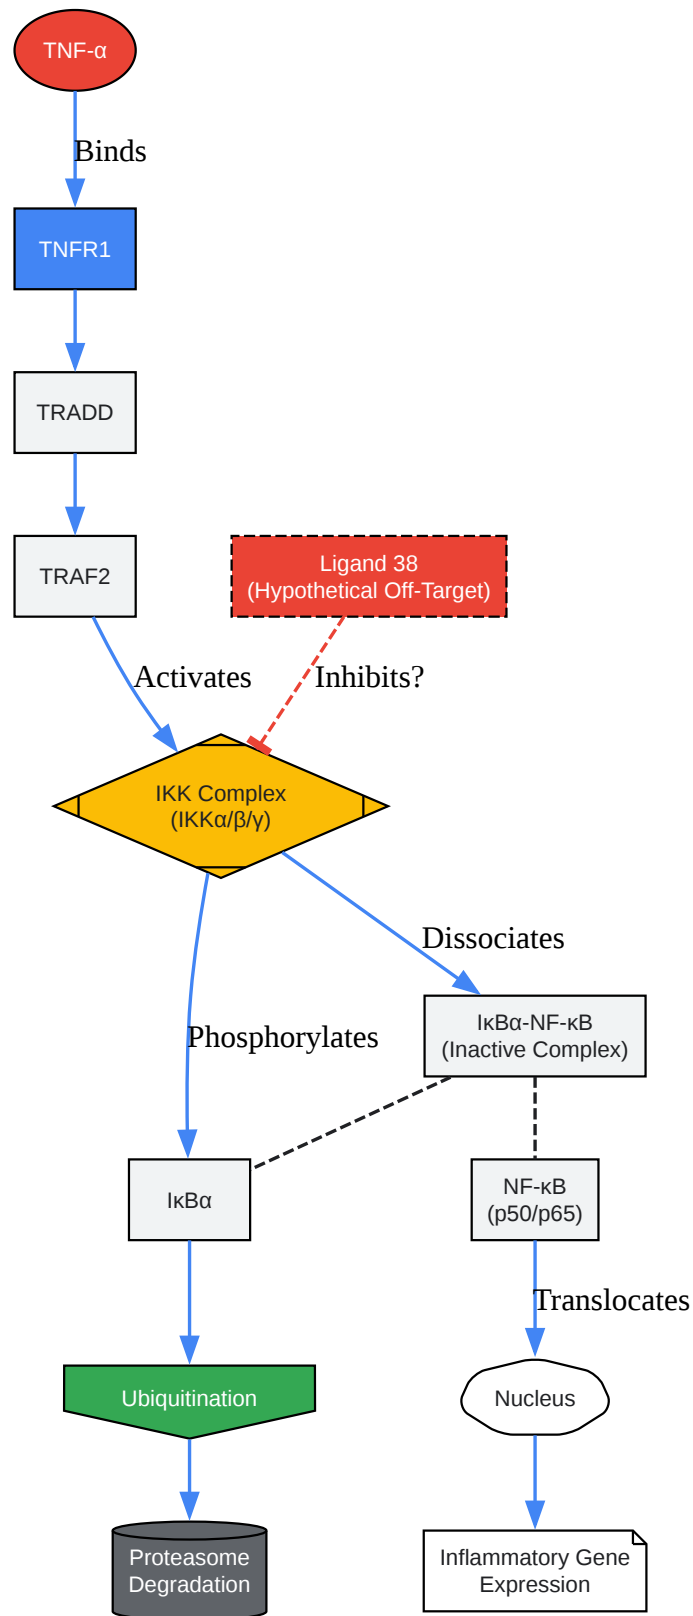 TNF-α
Binds
TNFR1
TRADD
TRAF2
Ligand 38
(Hypothetical Off-Target)
Activates
Inhibits?
IKK Complex
(IKKα/β/γ)
Dissociates
Phosphorylates
IκBα-NF-κB
(Inactive Complex)
IκBα
NF-κB
(p50/p65)
Translocates
Ubiquitination
Nucleus
Proteasome
Degradation
Inflammatory Gene
Expression